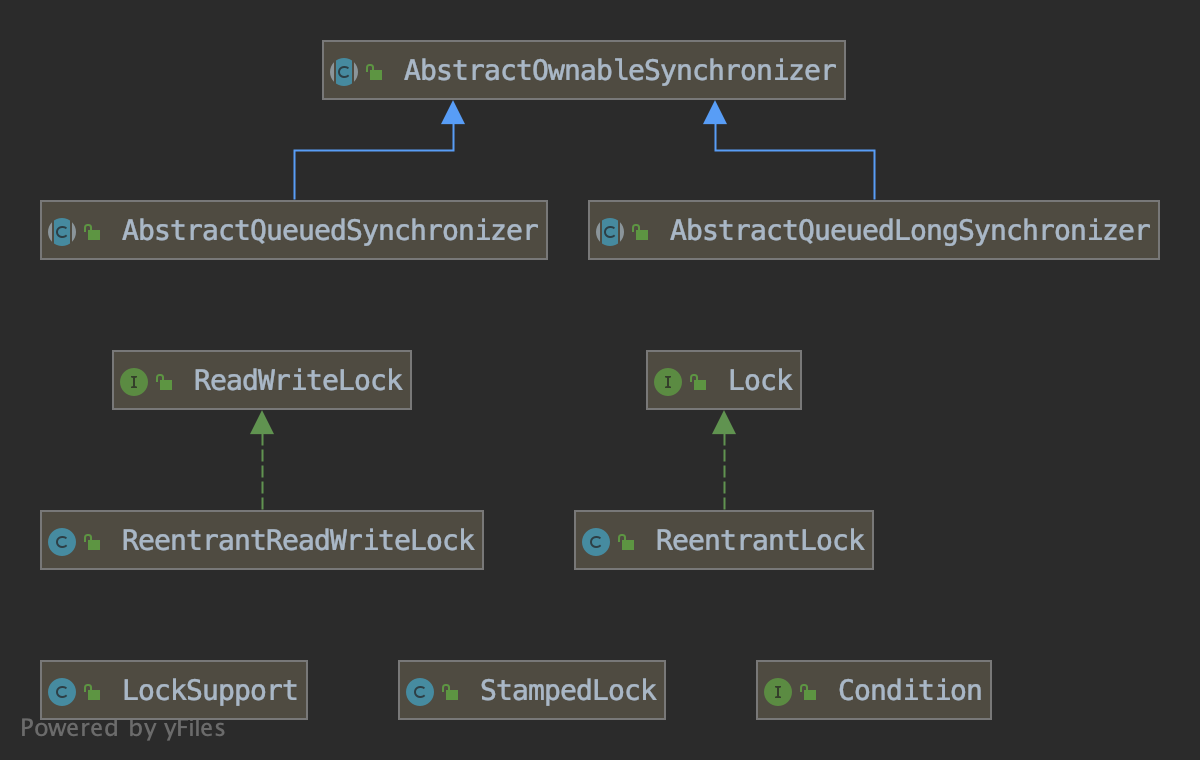 AbstractOwnableSynchronizer
AbstractQueuedSynchronizer
AbstractQueuedLongSynchronizer
ReadWriteLock
Lock
ReentrantReadWriteLock
ReentrantLock
LockSupport
StampedLock
Condition
Powered by yFiles